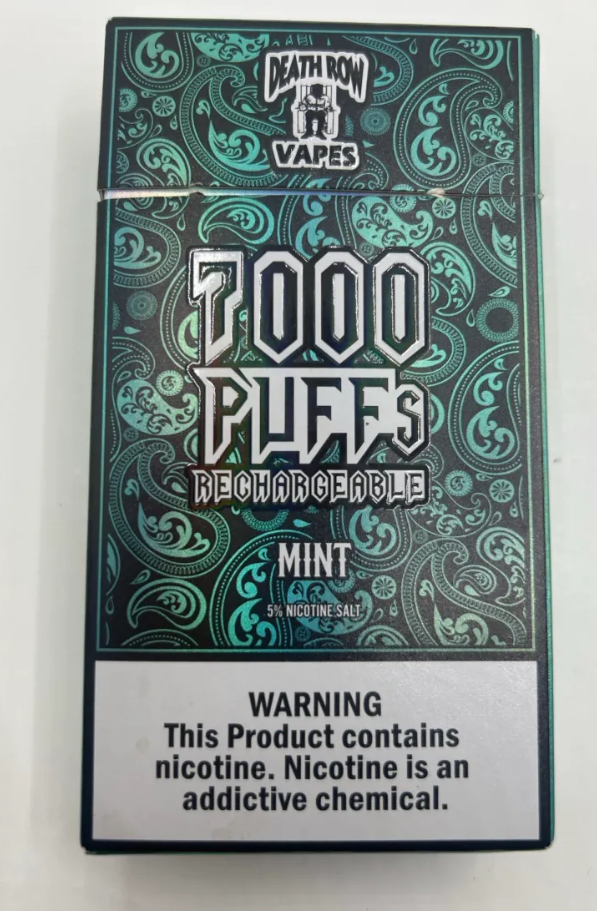 DEATH ROW
VAPES
7000
PUFFS
RECHARGEABLE
MINT
5% NICOTINE SALT
WARNING
This Product contains
nicotine. Nicotine is an
addictive chemical.